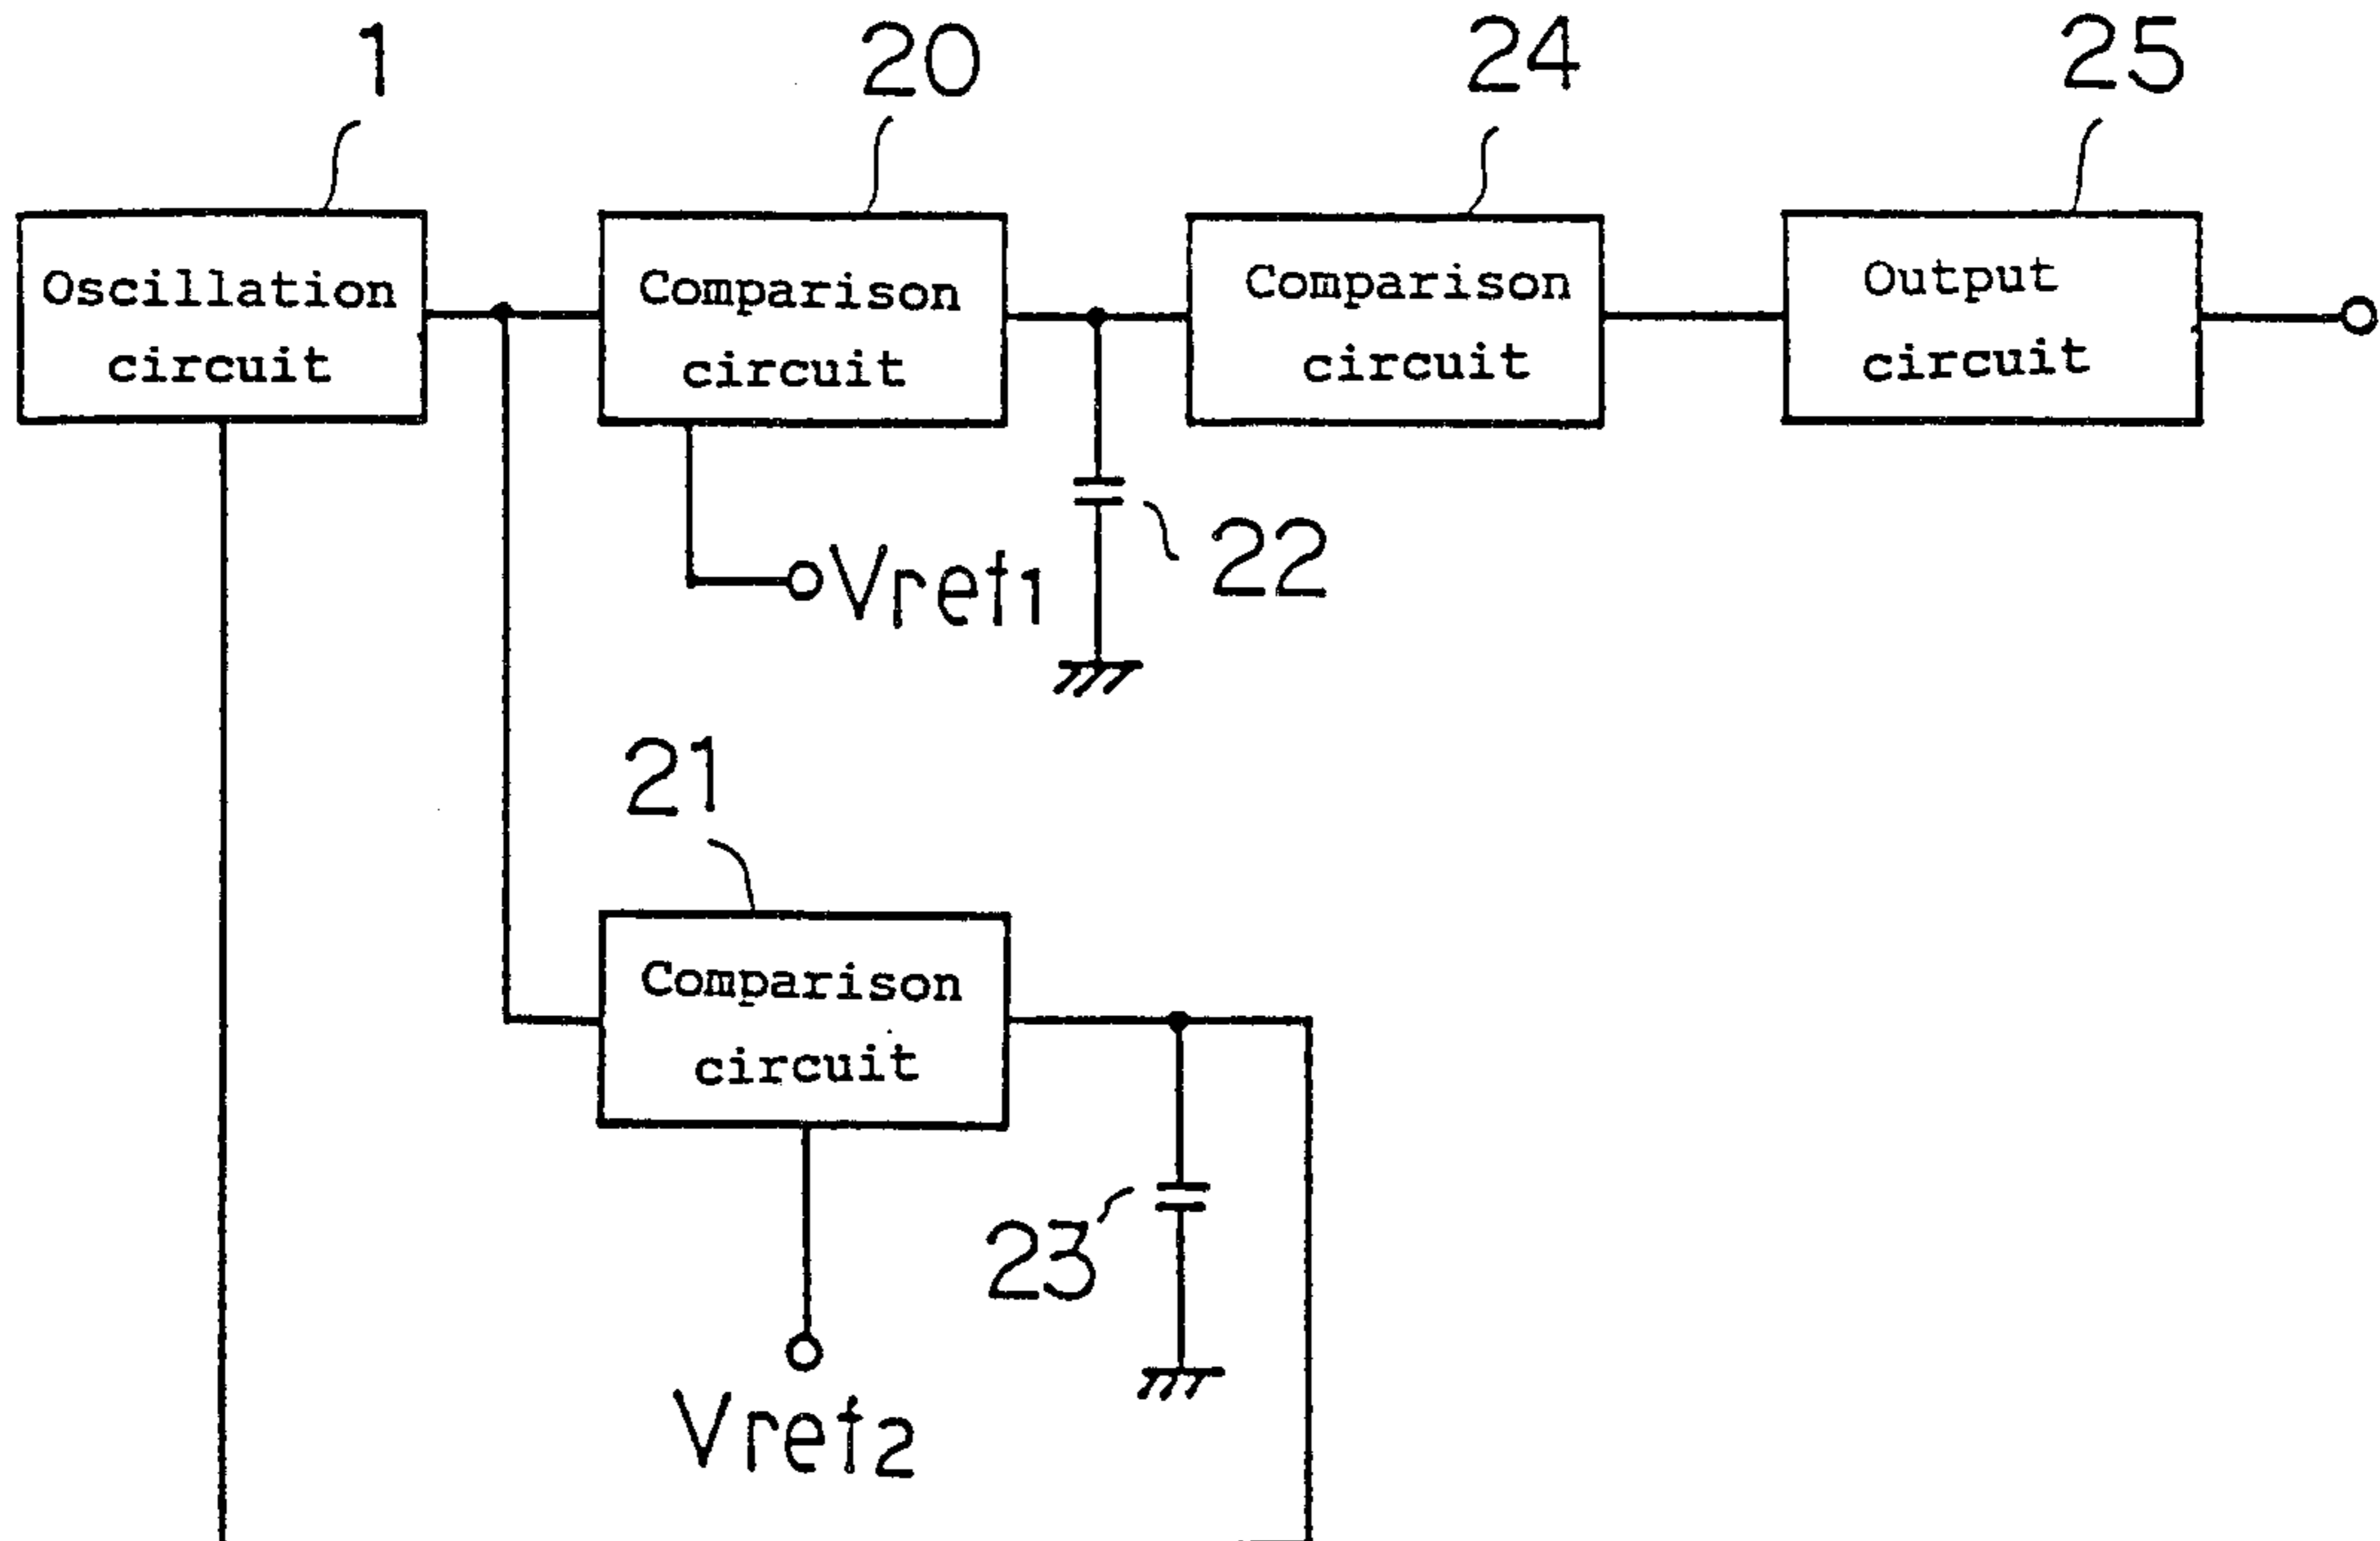 1
20
24
25
Oscillation
circuit
Comparison
circuit
Comparison
circuit
Output
circuit
Vref1
22
21
Comparison
circuit
23
Vref2